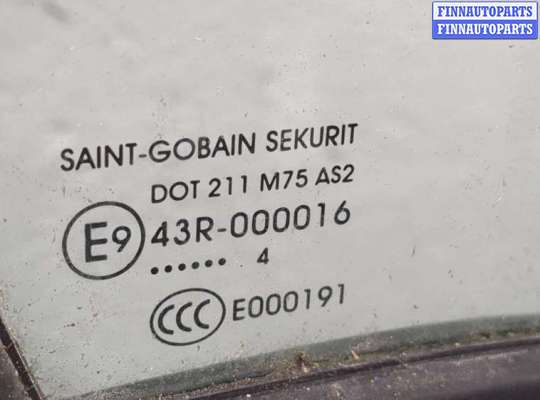 FINNAUTOPARTS
FINNAUTOPARTS
SAINT-GOBAIN SEKURIT
DOT 211 M75 AS2
E9 43R-000016
...... 4
CCC E000191